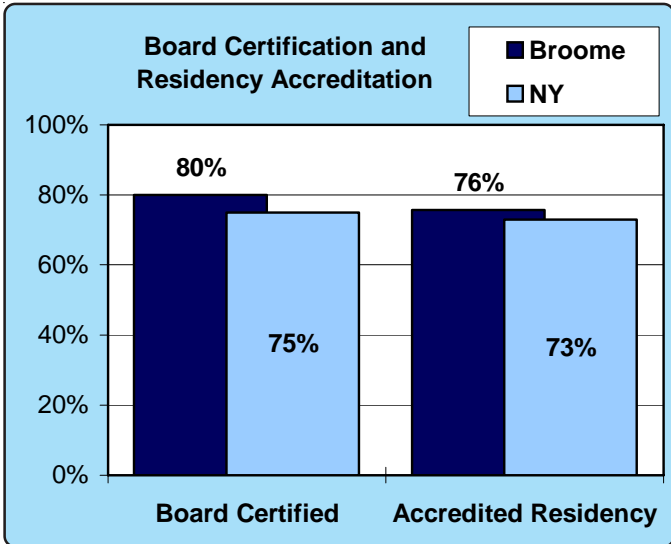 Board Certification and
Residency Accreditation
Broome
NY
100%
80%
60%
40%
20%
0%
80%
75%
76%
73%
Board Certified
Accredited Residency